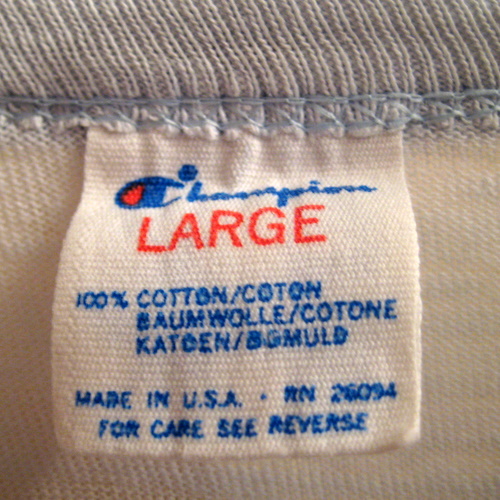 Champion
LARGE
100% COTTON/COTON
BAUMWOLLE/COTONE
KATOEN/BOMULD
MADE IN U.S.A. · RN 26094
FOR CARE SEE REVERSE